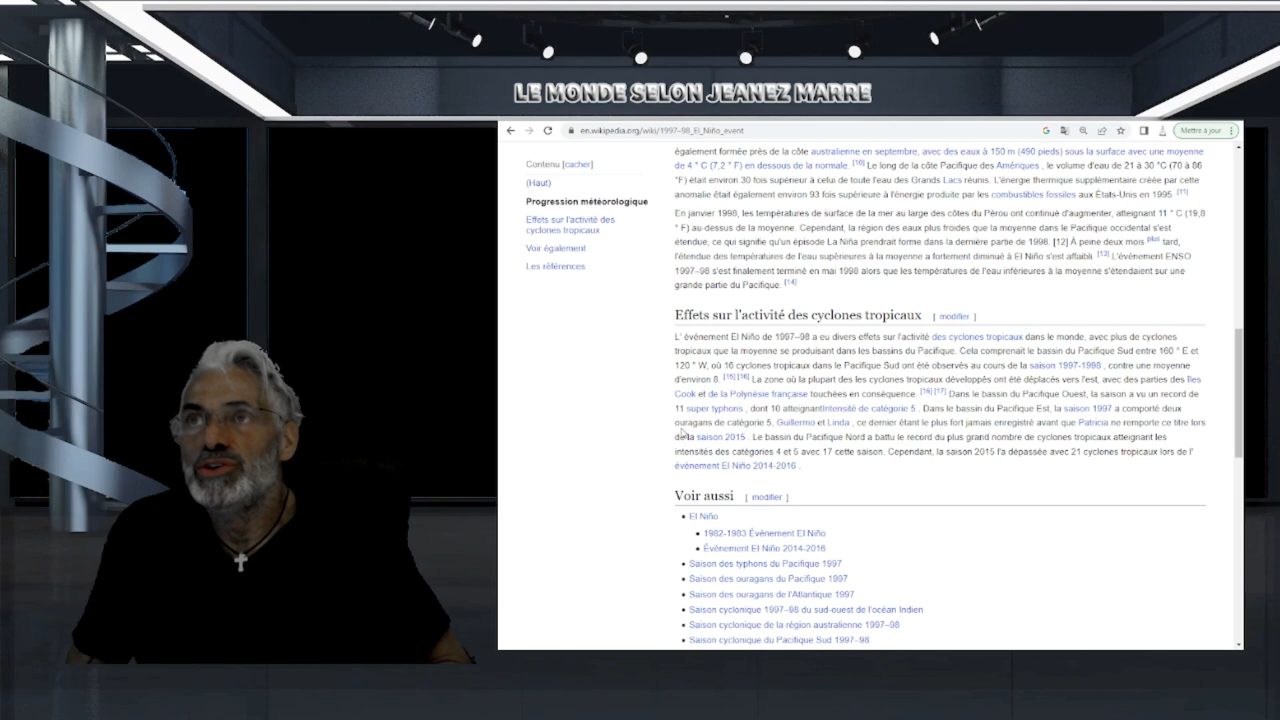 LE MONDE SELON JEANEZ MARRE
en.wikipedia.org/wiki/1997–98_El_Niño_event
Mettre à jour
Contenu [cacher]
(Haut)
Progression météorologique
Effets sur l'activité des
cyclones tropicaux
Voir également
Les références
également formée près de la côte australienne en septembre, avec des eaux à 150 m (490 pieds) sous la surface avec une moyenne
de 4 ° C (7,2 ° F) en dessous de la normale. [10] Le long de la côte Pacifique des Amériques , le volume d'eau de 21 à 30 °C (70 à 86
°F) était environ 30 fois supérieur à celui de toute l'eau des Grands Lacs réunis. L'énergie thermique supplémentaire créée par cette
anomalie était également environ 93 fois supérieure à l'énergie produite par les combustibles fossiles aux États-Unis en 1995. [11]
En janvier 1998, les températures de surface de la mer au large des côtes du Pérou ont continué d'augmenter, atteignant 11 ° C (19,8
° F) au-dessus de la moyenne. Cependant, la région des eaux plus froides que la moyenne dans le Pacifique occidental s'est
étendue, ce qui signifie qu'un épisode La Niña prendrait forme dans la dernière partie de 1998. [12] À peine deux mois plus tard,
l'étendue des températures de l'eau supérieures à la moyenne a fortement diminué à El Niño s'est affaibli. [13] L'événement ENSO
1997–98 s'est finalement terminé en mai 1998 alors que les températures de l'eau inférieures à la moyenne s'étendaient sur une
grande partie du Pacifique. [14]
Effets sur l'activité des cyclones tropicaux [ modifier ]
L' événement El Niño de 1997–98 a eu divers effets sur l'activité des cyclones tropicaux dans le monde, avec plus de cyclones
tropicaux que la moyenne se produisant dans les bassins du Pacifique. Cela comprenait le bassin du Pacifique Sud entre 160 ° E et
120 ° W, où 16 cyclones tropicaux dans le Pacifique Sud ont été observés au cours de la saison 1997-1998 , contre une moyenne
d'environ 8. [15] [16] La zone où la plupart des les cyclones tropicaux développés ont été déplacés vers l'est, avec des parties des îles
Cook et de la Polynésie française touchées en conséquence. [16] [17] Dans le bassin du Pacifique Ouest, la saison a vu un record de
11 super typhons , dont 10 atteignantIntensité de catégorie 5 . Dans le bassin du Pacifique Est, la saison 1997 a comporté deux
ouragans de catégorie 5, Guillermo et Linda , ce dernier étant le plus fort jamais enregistré avant que Patricia ne remporte ce titre lors
de la saison 2015 . Le bassin du Pacifique Nord a battu le record du plus grand nombre de cyclones tropicaux atteignant les
intensités des catégories 4 et 5 avec 17 cette saison. Cependant, la saison 2015 l'a dépassée avec 21 cyclones tropicaux lors de l'
événement El Niño 2014-2016 .
Voir aussi [ modifier ]
• El Niño
• 1982-1983 Événement El Niño
• Événement El Niño 2014-2016
• Saison des typhons du Pacifique 1997
• Saison des ouragans du Pacifique 1997
• Saison des ouragans de l'Atlantique 1997
• Saison cyclonique 1997–98 du sud-ouest de l'océan Indien
• Saison cyclonique de la région australienne 1997–98
• Saison cyclonique du Pacifique Sud 1997–98